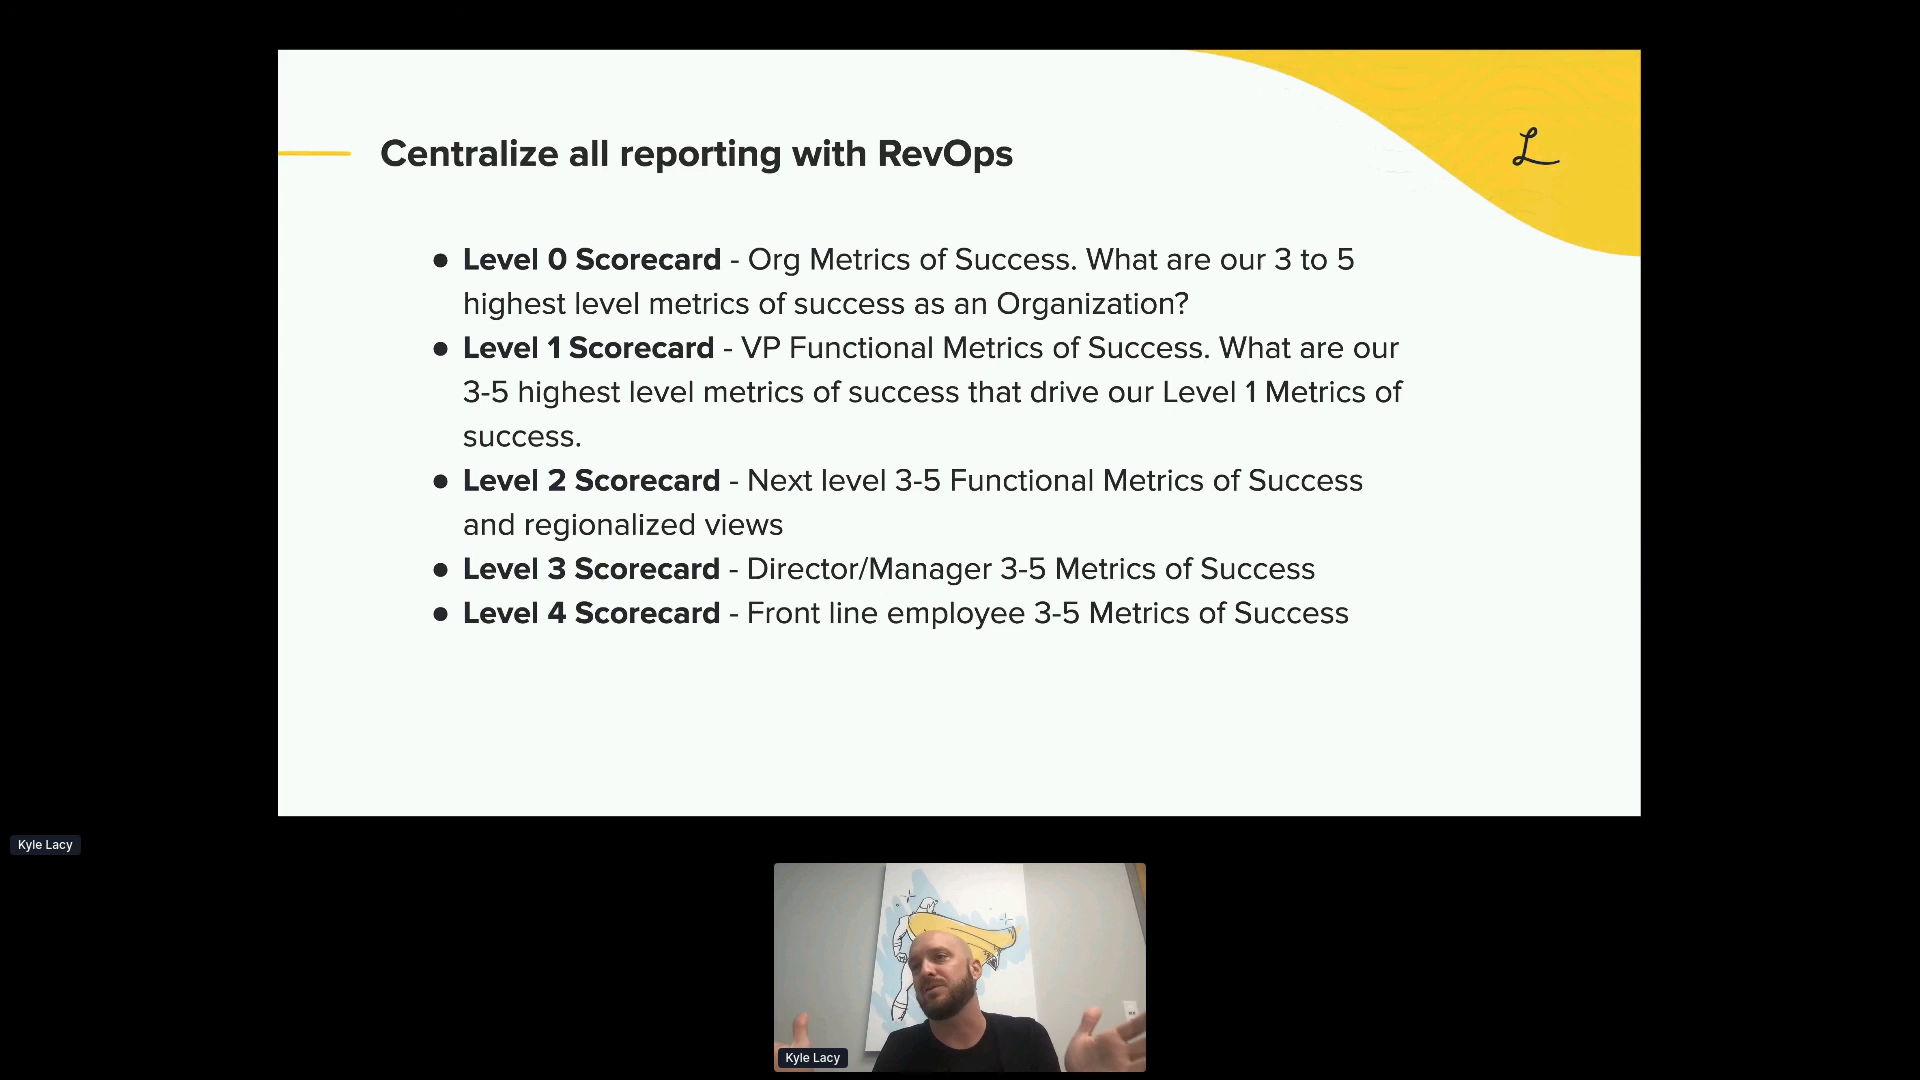 Centralize all reporting with RevOps
L
● Level 0 Scorecard - Org Metrics of Success. What are our 3 to 5
highest level metrics of success as an Organization?
● Level 1 Scorecard - VP Functional Metrics of Success. What are our
3-5 highest level metrics of success that drive our Level 1 Metrics of
success.
● Level 2 Scorecard - Next level 3-5 Functional Metrics of Success
and regionalized views
● Level 3 Scorecard - Director/Manager 3-5 Metrics of Success
● Level 4 Scorecard - Front line employee 3-5 Metrics of Success
Kyle Lacy
Kyle Lacy